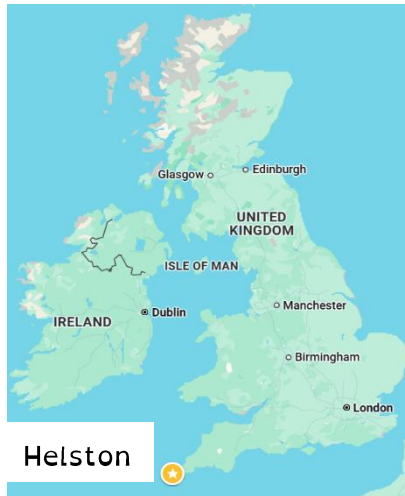 Glasgow
Edinburgh
UNITED
KINGDOM
ISLE OF MAN
Manchester
Dublin
IRELAND
Birmingham
London
Helston